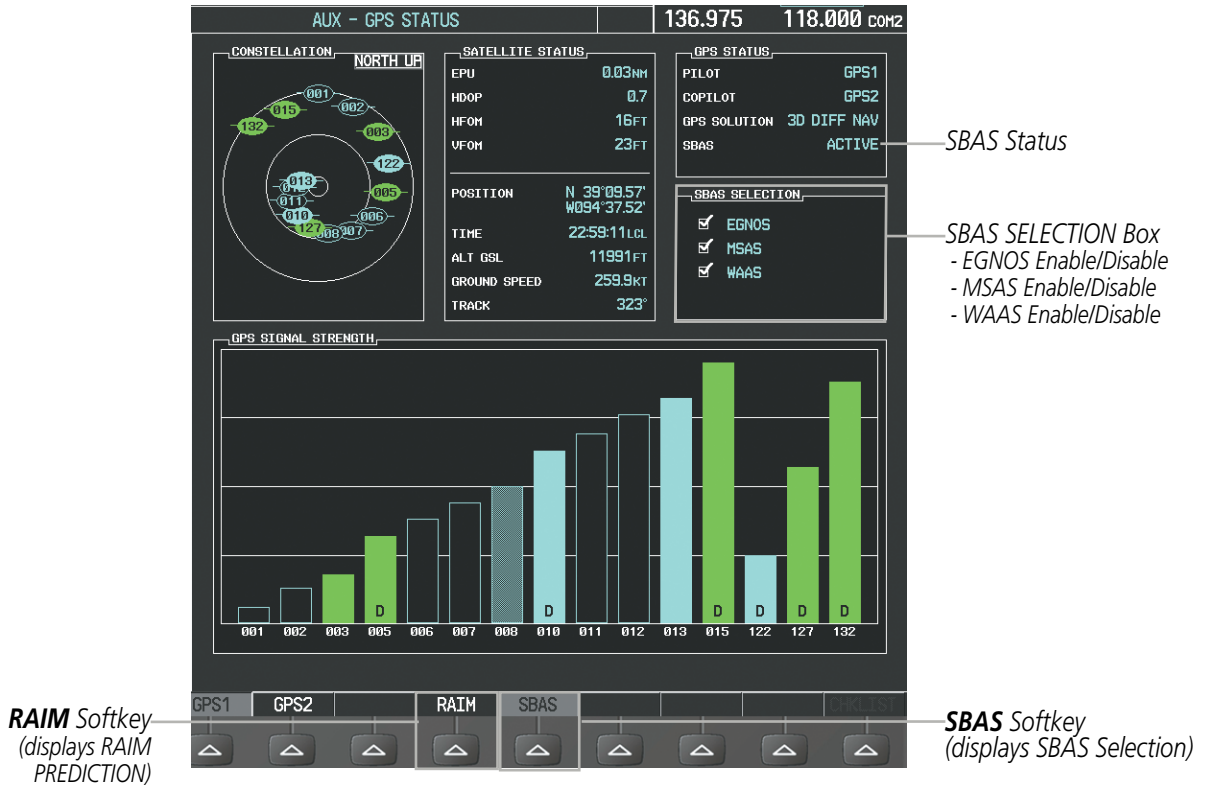 AUX - GPS STATUS
136.975 118.000 COM2
CONSTELLATION
NORTH UP
001
015
002
132
003
122
013
005
011
010
006
127
008
007
SATELLITE STATUS
EPU 0.03NM
HDOP 0.7
HFOM 16FT
VFOM 23FT
POSITION N 39°09.57'
W094°37.52'
TIME 22:59:11LCL
ALT GSL 11991FT
GROUND SPEED 259.9KT
TRACK 323°
GPS STATUS
PILOT GPS1
COPILOT GPS2
GPS SOLUTION 3D DIFF NAV
SBAS ACTIVE
SBAS Status
SBAS SELECTION
EGNOS
MSAS
WAAS
SBAS SELECTION Box
- EGNOS Enable/Disable
- MSAS Enable/Disable
- WAAS Enable/Disable
GPS SIGNAL STRENGTH
D D D D D D
001 002 003 005 006 007 008 010 011 012 013 015 122 127 132
GPS1 GPS2 RAIM SBAS CHKLIST
RAIM Softkey
(displays RAIM
PREDICTION)
SBAS Softkey
(displays SBAS Selection)